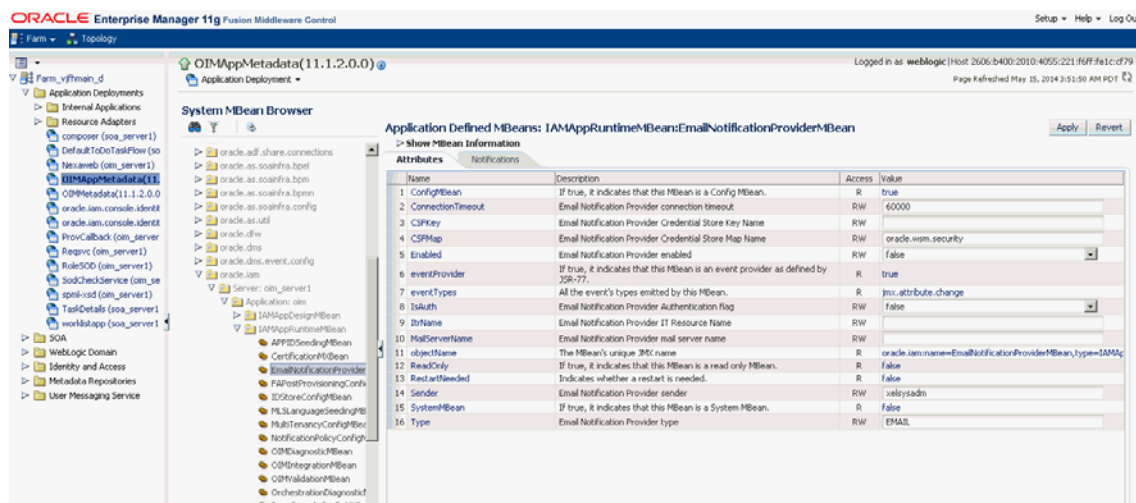 ORACLE Enterprise Manager 11g Fusion Middleware Control
Setup Help Log Ou
Farm Topology
Farm_vjfhmain_d
Application Deployments
Internal Applications
Resource Adapters
composer (soa_server1)
DefaultToDoTaskFlow (so
Nexaweb (oim_server1)
OIMAppMetadata(11.
OIMMetadata(11.1.2.0.0
oracle.iam.console.identit
oracle.iam.console.identit
ProvCallback (oim_server
Reqsvc (oim_server1)
RoleSOD (oim_server1)
SodCheckService (oim_se
spml-xsd (oim_server1)
TaskDetails (soa_server1
worklistapp (soa_server1
SOA
WebLogic Domain
Identity and Access
Metadata Repositories
User Messaging Service
OIMAppMetadata(11.1.2.0.0)
Application Deployment
Logged in as weblogic|Host 2606:b400:2010:4055:221:f6ff:fe1c:cf79
Page Refreshed May 15, 2014 3:51:50 AM PDT
System MBean Browser
oracle.adf.share.connections
oracle.as.soainfra.bpel
oracle.as.soainfra.bpm
oracle.as.soainfra.bpmn
oracle.as.soainfra.config
oracle.as.util
oracle.dfw
oracle.dms
oracle.dms.event.config
oracle.iam
Server: oim_server1
Application: oim
IAMAppDesignMBean
IAMAppRuntimeMBean
APPIDSeedingMBean
CertificationMXBean
EmailNotificationProvider
FAPostProvisioningConfi
IDStoreConfigMBean
MLSLanguageSeedingMB
MultiTenancyConfigMBea
NotificationPolicyConfigM
OIMDiagnosticMBean
OIMIntegrationMBean
OIMValidationMBean
OrchestrationDiagnosticM
Application Defined MBeans: IAMAppRuntimeMBean:EmailNotificationProviderMBean
Apply Revert
Show MBean Information
Attributes Notifications
Name Description Access Value
1 ConfigMBean If true, it indicates that this MBean is a Config MBean. R true
2 ConnectionTimeout Email Notification Provider connection timeout RW 60000
3 CSFKey Email Notification Provider Credential Store Key Name RW
4 CSFMap Email Notification Provider Credential Store Map Name RW oracle.wsm.security
5 Enabled Email Notification Provider enabled RW false
6 eventProvider If true, it indicates that this MBean is an event provider as defined by JSR-77. R true
7 eventTypes All the event's types emitted by this MBean. R jmx.attribute.change
8 IsAuth Email Notification Provider Authentication flag RW false
9 ItrName Email Notification Provider IT Resource Name RW
10 MailServerName Email Notification Provider mail server name RW
11 objectName The MBean's unique JMX name R oracle.iam:name=EmailNotificationProviderMBean,type=IAMAp
12 ReadOnly If true, it indicates that this MBean is a read only MBean. R false
13 RestartNeeded Indicates whether a restart is needed. R false
14 Sender Email Notification Provider sender RW xelsysadm
15 SystemMBean If true, it indicates that this MBean is a System MBean. R false
16 Type Email Notification Provider type RW EMAIL